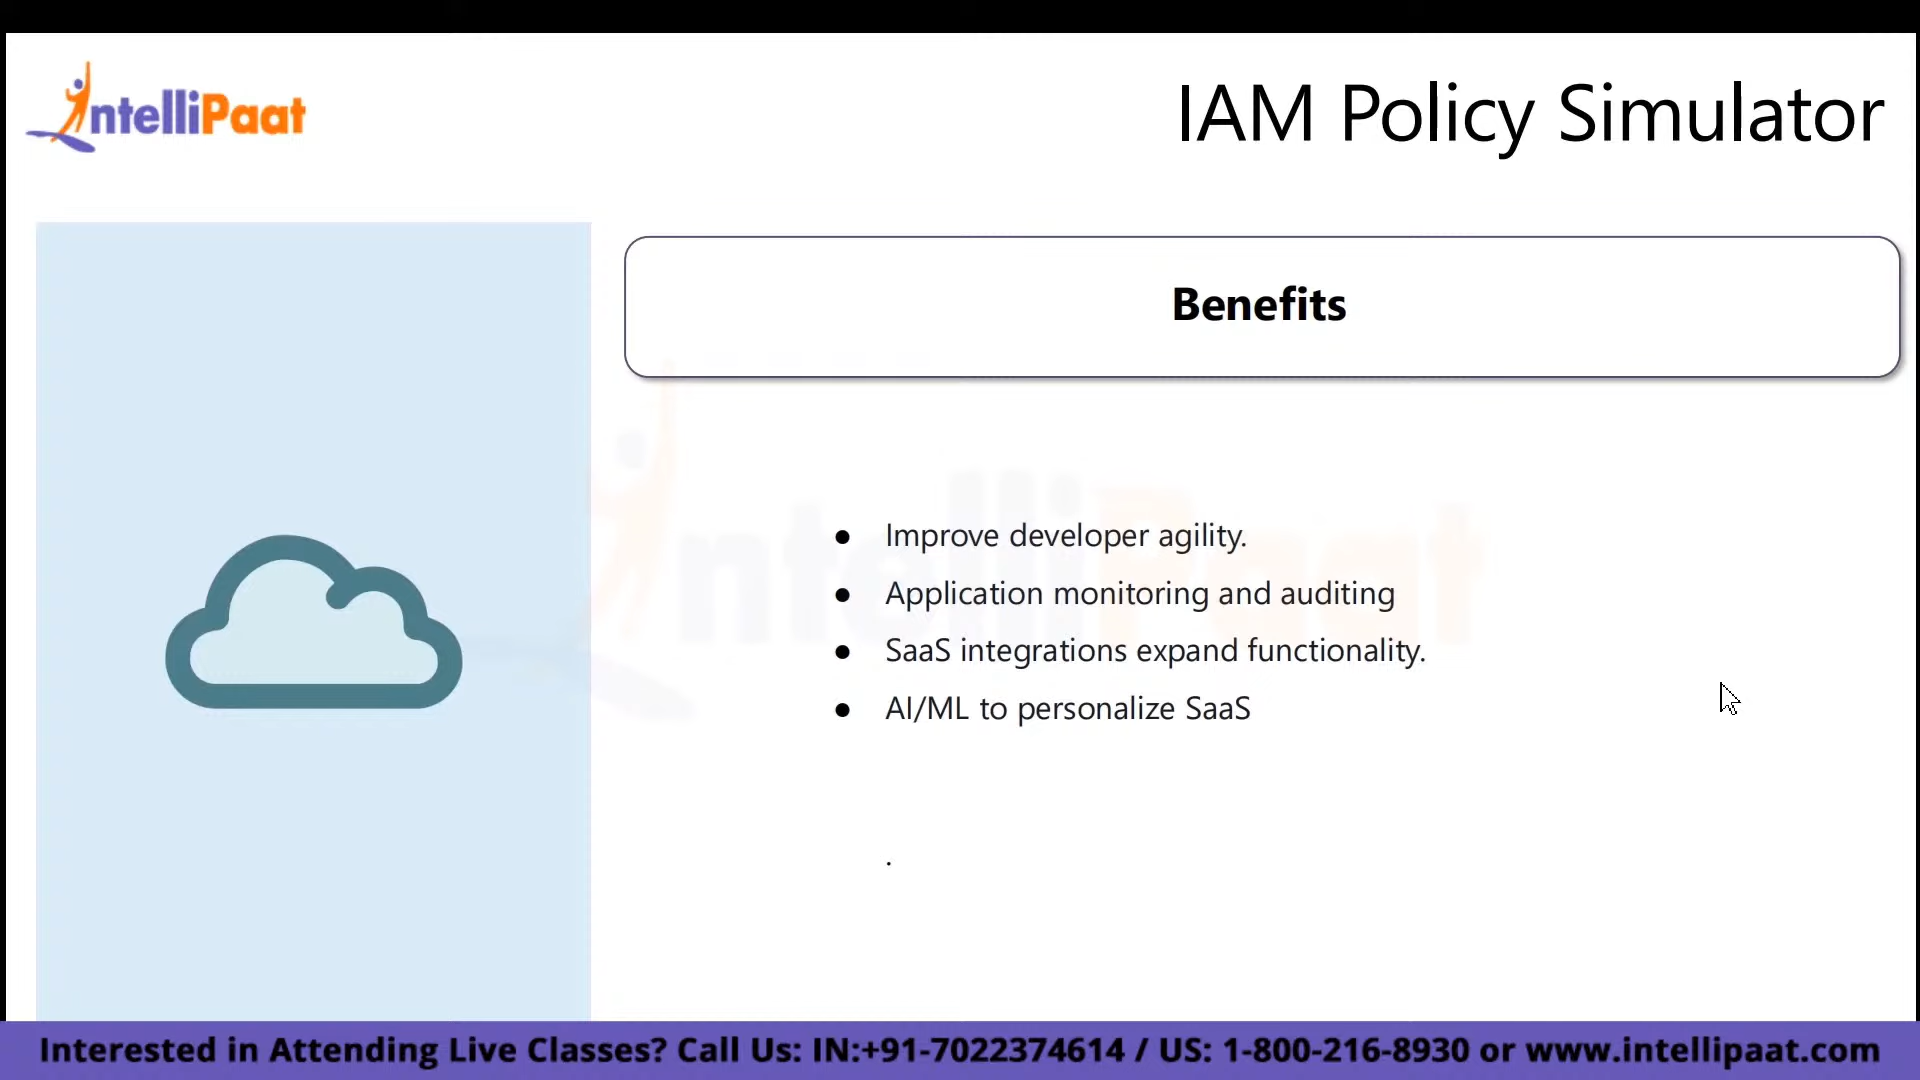 IntelliPaat
IAM Policy Simulator
Benefits
● Improve developer agility.
● Application monitoring and auditing
● SaaS integrations expand functionality.
● AI/ML to personalize SaaS
.
IntelliPaat
Interested in Attending Live Classes? Call Us: IN:+91-7022374614 / US: 1-800-216-8930 or www.intellipaat.com